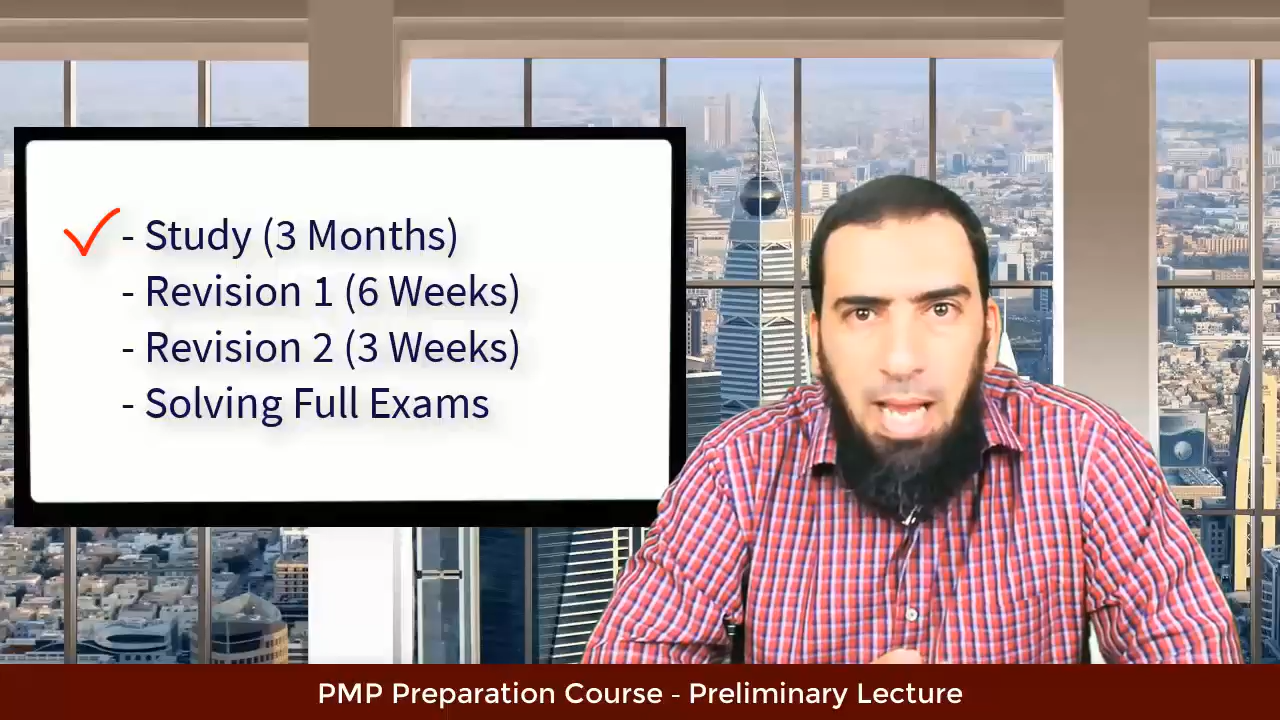 - Study (3 Months)
- Revision 1 (6 Weeks)
- Revision 2 (3 Weeks)
- Solving Full Exams
PMP Preparation Course - Preliminary Lecture